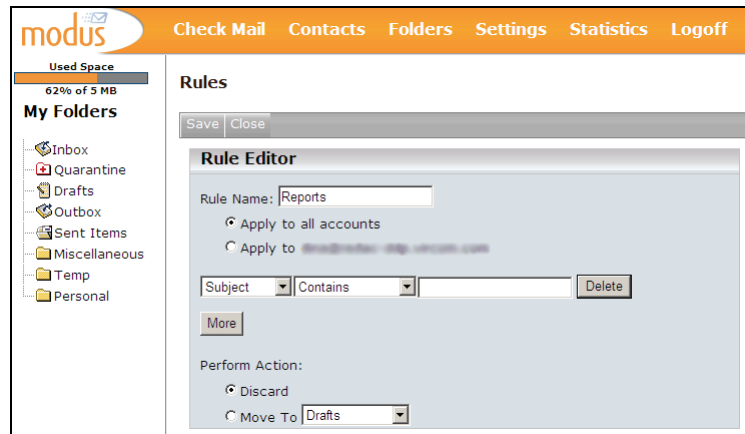 modus
Check Mail Contacts Folders Settings Statistics Logoff
Used Space
62% of 5 MB
My Folders
Inbox
Quarantine
Drafts
Outbox
Sent Items
Miscellaneous
Temp
Personal
Rules
Save Close
Rule Editor
Rule Name: Reports
Apply to all accounts
Apply to
Subject Contains Delete
More
Perform Action:
Discard
Move To Drafts